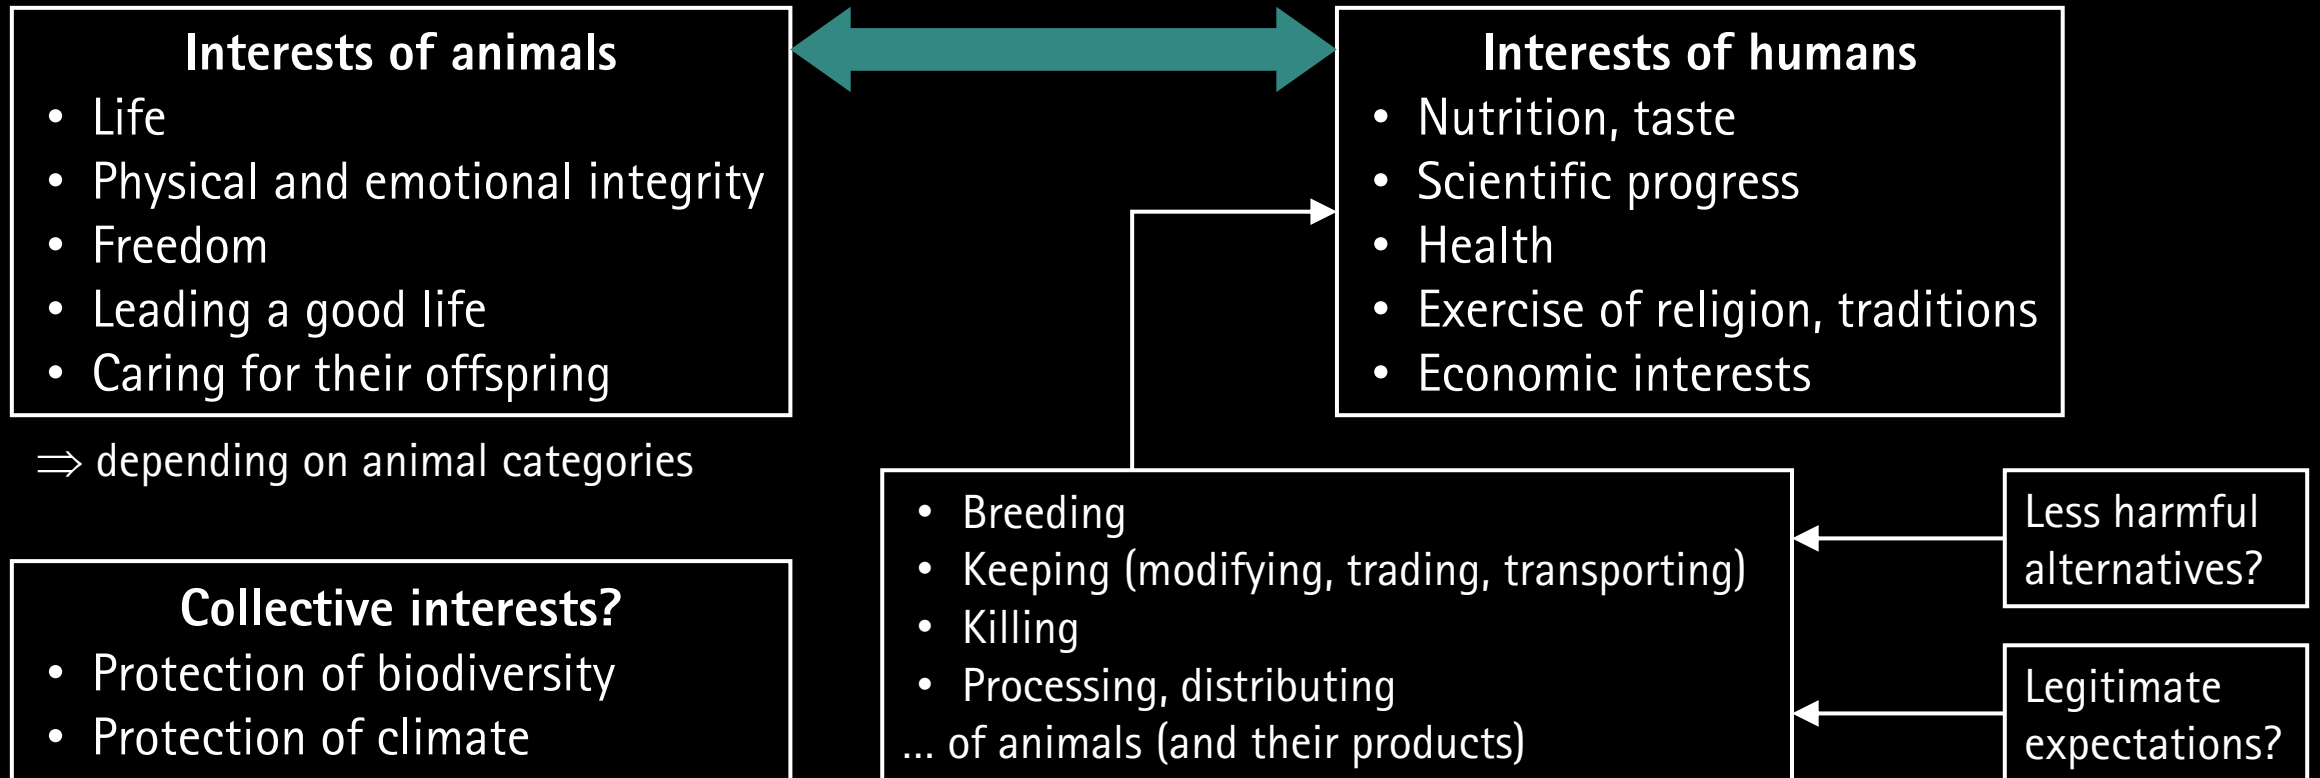 Interests of animals
• Life
• Physical and emotional integrity
• Freedom
• Leading a good life
• Caring for their offspring
⇒ depending on animal categories
Interests of humans
• Nutrition, taste
• Scientific progress
• Health
• Exercise of religion, traditions
• Economic interests
Collective interests?
• Protection of biodiversity
• Protection of climate
• Breeding
• Keeping (modifying, trading, transporting)
• Killing
• Processing, distributing
... of animals (and their products)
Less harmful
alternatives?
Legitimate
expectations?